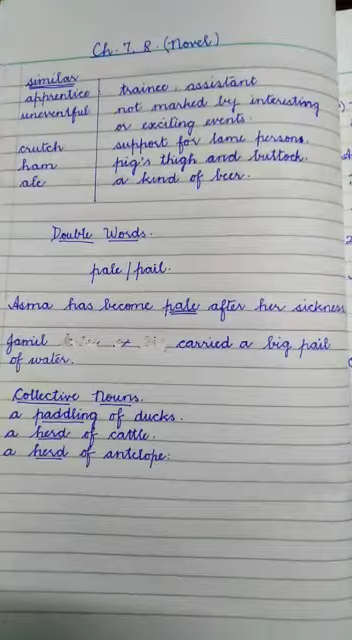 Ch. 7, 8. (Novel)
similar
apprentice trainee, assistant
uneventful not marked by interesting
or exciting events.
crutch support for lame persons.
ham pig's thigh and buttock.
ale a kind of beer.
Double Words.
pale/pail.
Asma has become pale after her sickness
Jamil carried a big pail
of water.
Collective Nouns.
a paddling of ducks.
a herd of cattle.
a herd of antelope: